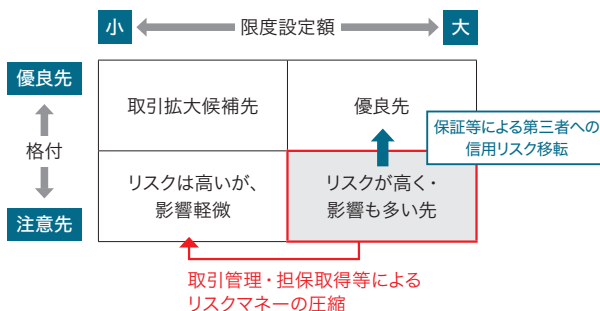 小
限度設定額
大
優良先
格付
注意先
取引拡大候補先
優良先
保証等による第三者への
信用リスク移転
リスクは高いが、
影響軽微
リスクが高く・
影響も多い先
取引管理・担保取得等による
リスクマネーの圧縮